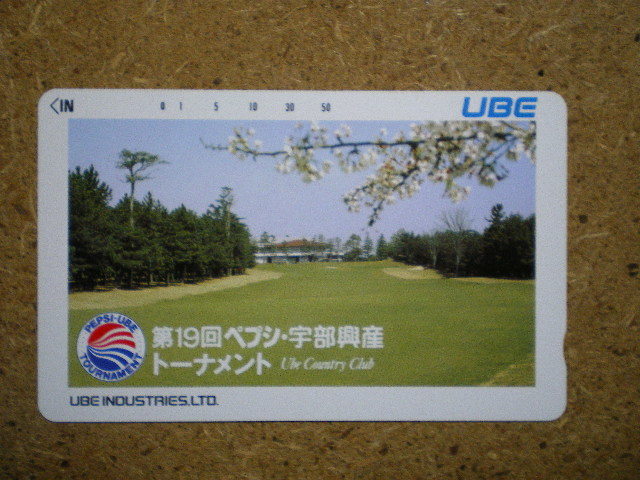 IN
0 1 5 10 30 50
UBE
PEPSI-UBE
TOURNAMENT
第19回ペプシ・宇部興産
トーナメント Ube Country Club
UBE INDUSTRIES,LTD.